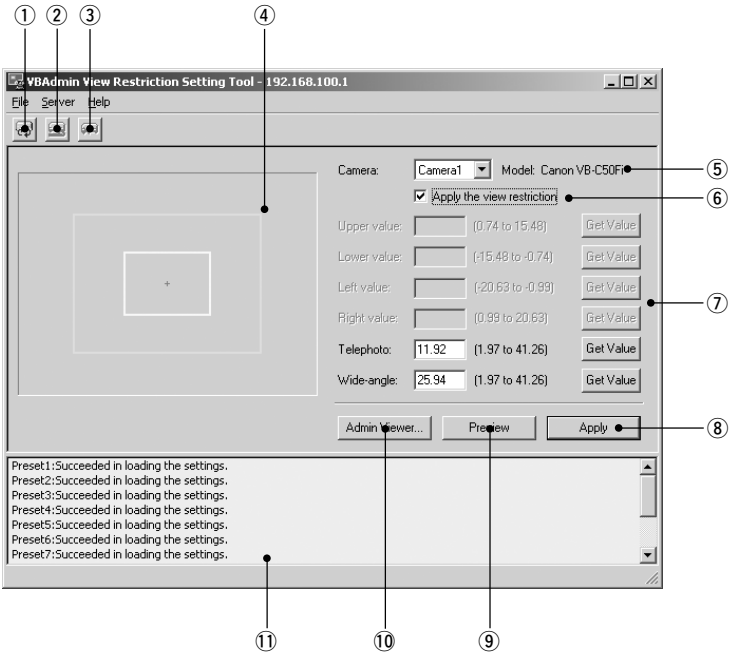 ① ② ③ ④
VBAdmin View Restriction Setting Tool - 192.168.100.1
File Server Help
Camera: Camera1 Model: Canon VB-C50Fi ⑤
Apply the view restriction ⑥
Upper value: (0.74 to 15.48) Get Value
Lower value: (-15.48 to -0.74) Get Value
Left value: (-20.63 to -0.99) Get Value
⑦
Right value: (0.99 to 20.63) Get Value
Telephoto: 11.92 (1.97 to 41.26) Get Value
Wide-angle: 25.94 (1.97 to 41.26) Get Value
Admin Viewer... Preview Apply ⑧
Preset1:Succeeded in loading the settings.
Preset2:Succeeded in loading the settings.
Preset3:Succeeded in loading the settings.
Preset4:Succeeded in loading the settings.
Preset5:Succeeded in loading the settings.
Preset6:Succeeded in loading the settings.
Preset7:Succeeded in loading the settings.
⑪ ⑩ ⑨